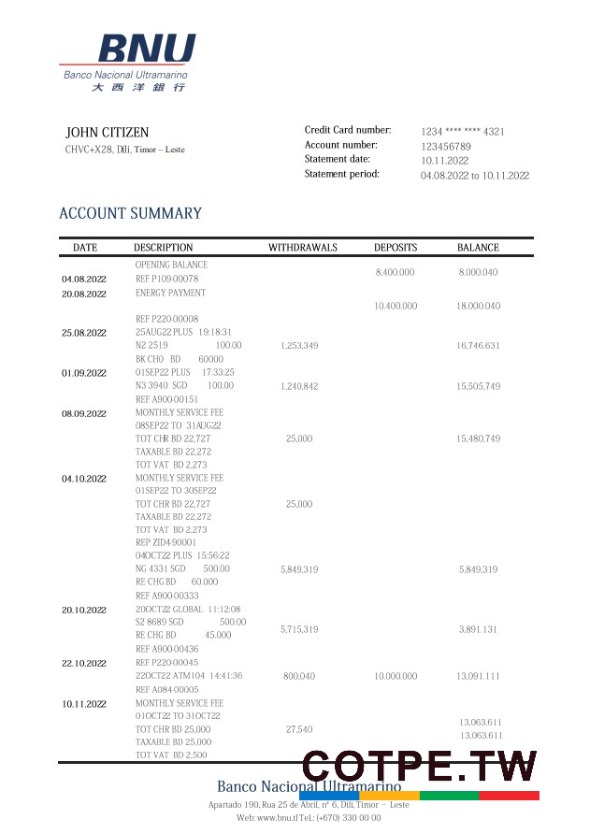 BNU
Banco Nacional Ultramarino
大西洋銀行
JOHN CITIZEN
CHVC+X28, Dili, Timor – Leste
Credit Card number: 1234 **** **** 4321
Account number: 123456789
Statement date: 10.11.2022
Statement period: 04.08.2022 to 10.11.2022
ACCOUNT SUMMARY
DATE DESCRIPTION WITHDRAWALS DEPOSITS BALANCE
OPENING BALANCE
8,400.000 8.000.040
04.08.2022 REF P109-00078
20.08.2022 ENERGY PAYMENT
10.400.000 18.000.040
REF P220-00008
25.08.2022 25AUG22 PLUS 19:18:31
N2 2519 100.00 1,253,349 16,746.631
BK CH0 BD 60000
01.09.2022 01SEP22 PLUS 17:33:25
N3 3940 SGD 100.00 1,240,842 15,505,749
REF A900-00151
08.09.2022 MONTHLY SERVICE FEE
08SEP22 TO 31AUG22
TOT CHR BD 22,727 25,000 15,480,749
TAXABLE BD 22,272
TOT VAT BD 2,273
04.10.2022 MONTHLY SERVICE FEE
01SEP22 TO 30SEP22
TOT CHR BD 22,727 25,000
TAXABLE BD 22,272
TOT VAT BD 2,273
REP ZID4-90001
04OCT22 PLUS 15:56:22
NG 4331 SGD 500.00 5,849,319 5,849,319
RE CHG BD 60.000
REF A900-00333
20.10.2022 20OCT22 GLOBAL 11:12:08
S2 8689 SGD 500.00
5,715,319 3,891.131
RE CHG BD 45.000
REF A900-00436
22.10.2022 REF P220-00045
22OCT22 ATM104 14:41:36 800,040 10.000.000 13,091,111
REF A084-00005
10.11.2022 MONTHLY SERVICE FEE
01OCT22 TO 31OCT22 13,063.611
TOT CHR BD 25,000 27,540
13,063.611
TAXABLE BD 25,000
TOT VAT BD 2,500
COTPE.TW
Banco Nacional Ultramarino
Apartado 190, Rua 25 de Abril, n° 6, Dili, Timor – Leste
Web: www.bnu.tl Tel.: (+670) 330 00 00